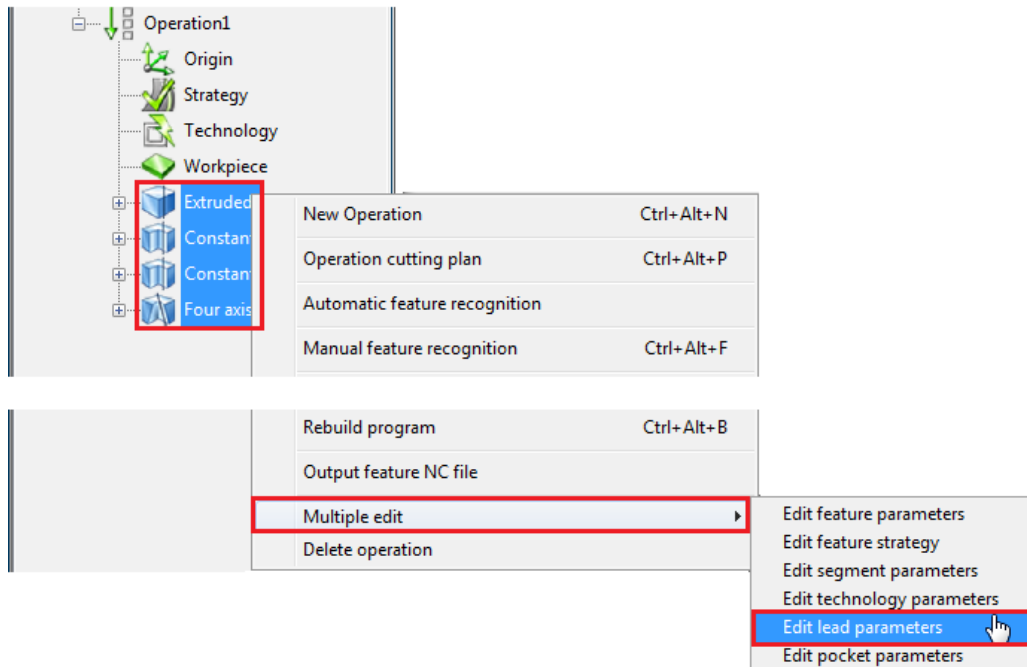 Operation1
Origin
Strategy
Technology
Workpiece
Extruded
Constan
Constan
Four axis
New Operation Ctrl+Alt+N
Operation cutting plan Ctrl+Alt+P
Automatic feature recognition
Manual feature recognition Ctrl+Alt+F
Rebuild program Ctrl+Alt+B
Output feature NC file
Multiple edit
Delete operation
Edit feature parameters
Edit feature strategy
Edit segment parameters
Edit technology parameters
Edit lead parameters
Edit pocket parameters